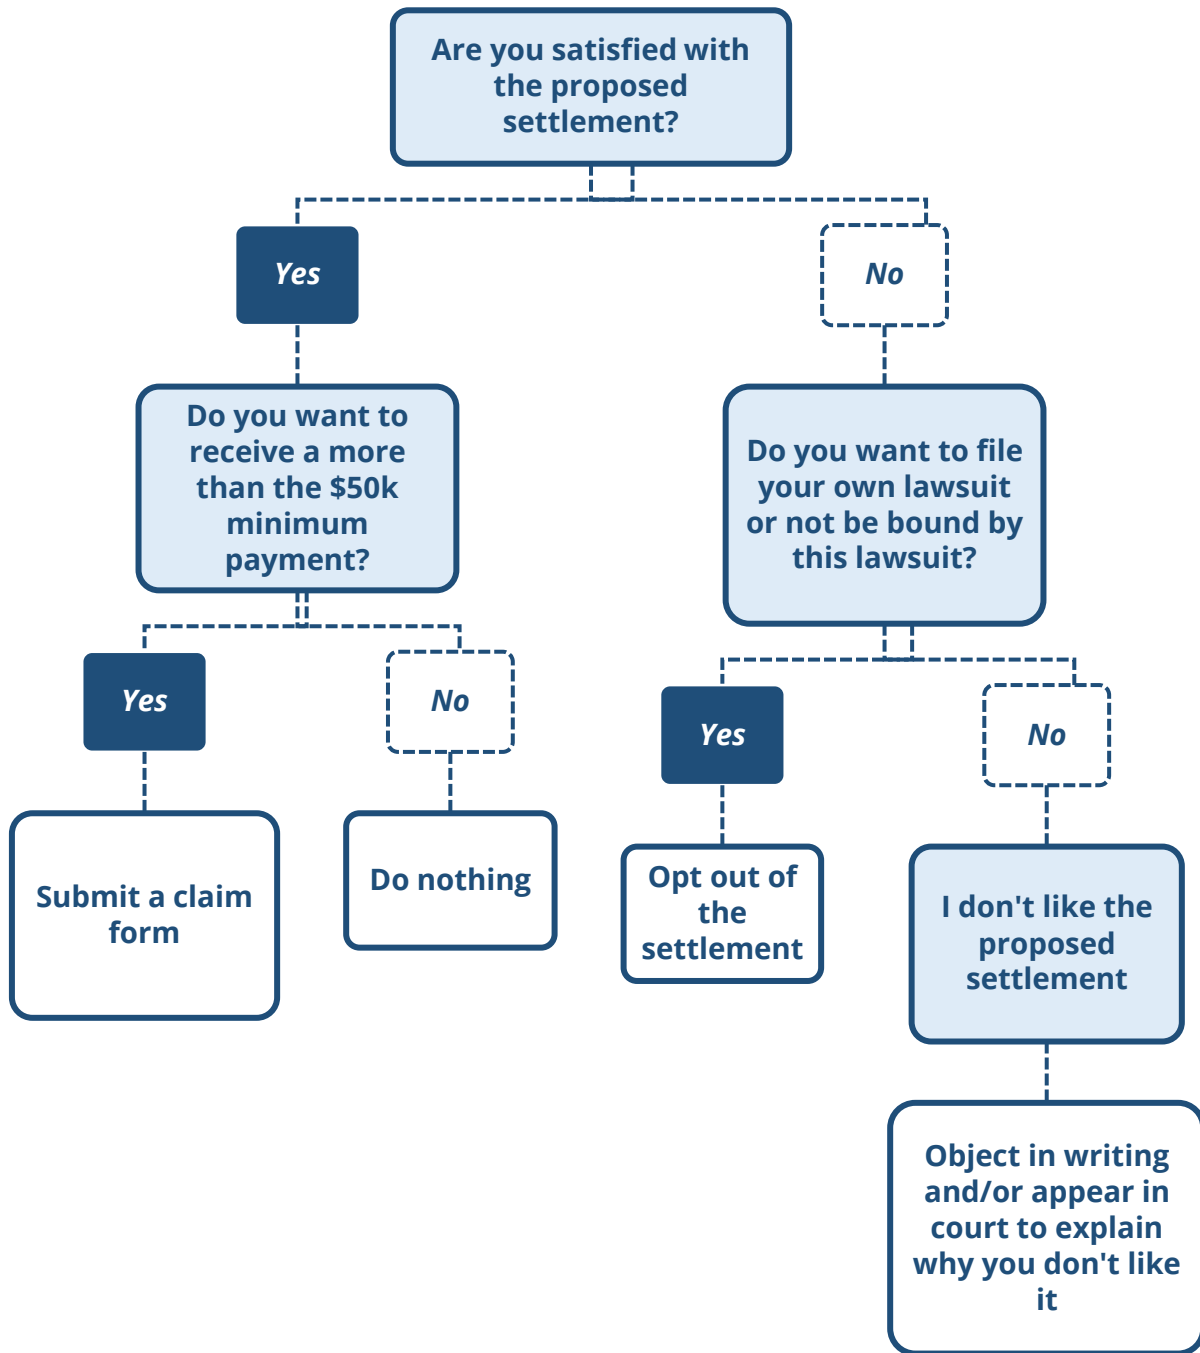 Are you satisfied with
the proposed
settlement?
Yes
No
Do you want to
receive a more
than the $50k
minimum
payment?
Do you want to file
your own lawsuit
or not be bound by
this lawsuit?
Yes
No
Yes
No
Submit a claim
form
Do nothing
Opt out of
the
settlement
I don't like the
proposed
settlement
Object in writing
and/or appear in
court to explain
why you don't like
it